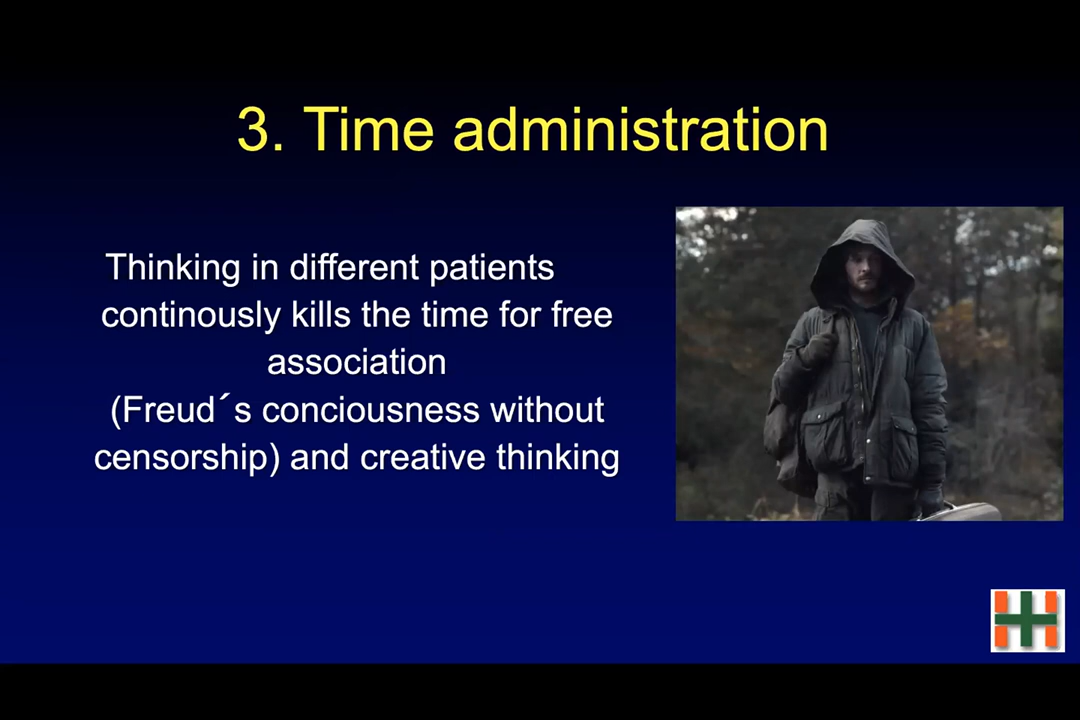 3. Time administration
Thinking in different patients
continously kills the time for free
association
(Freud´s conciousness without
censorship) and creative thinking